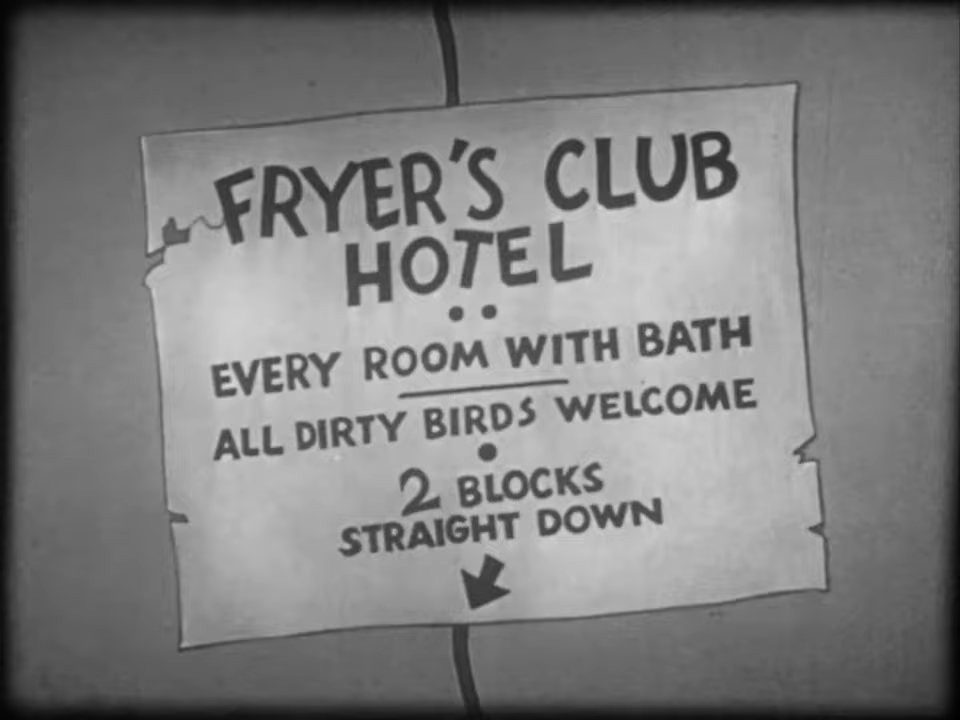 FRYER'S CLUB
HOTEL
EVERY ROOM WITH BATH
ALL DIRTY BIRDS WELCOME
2 BLOCKS
STRAIGHT DOWN